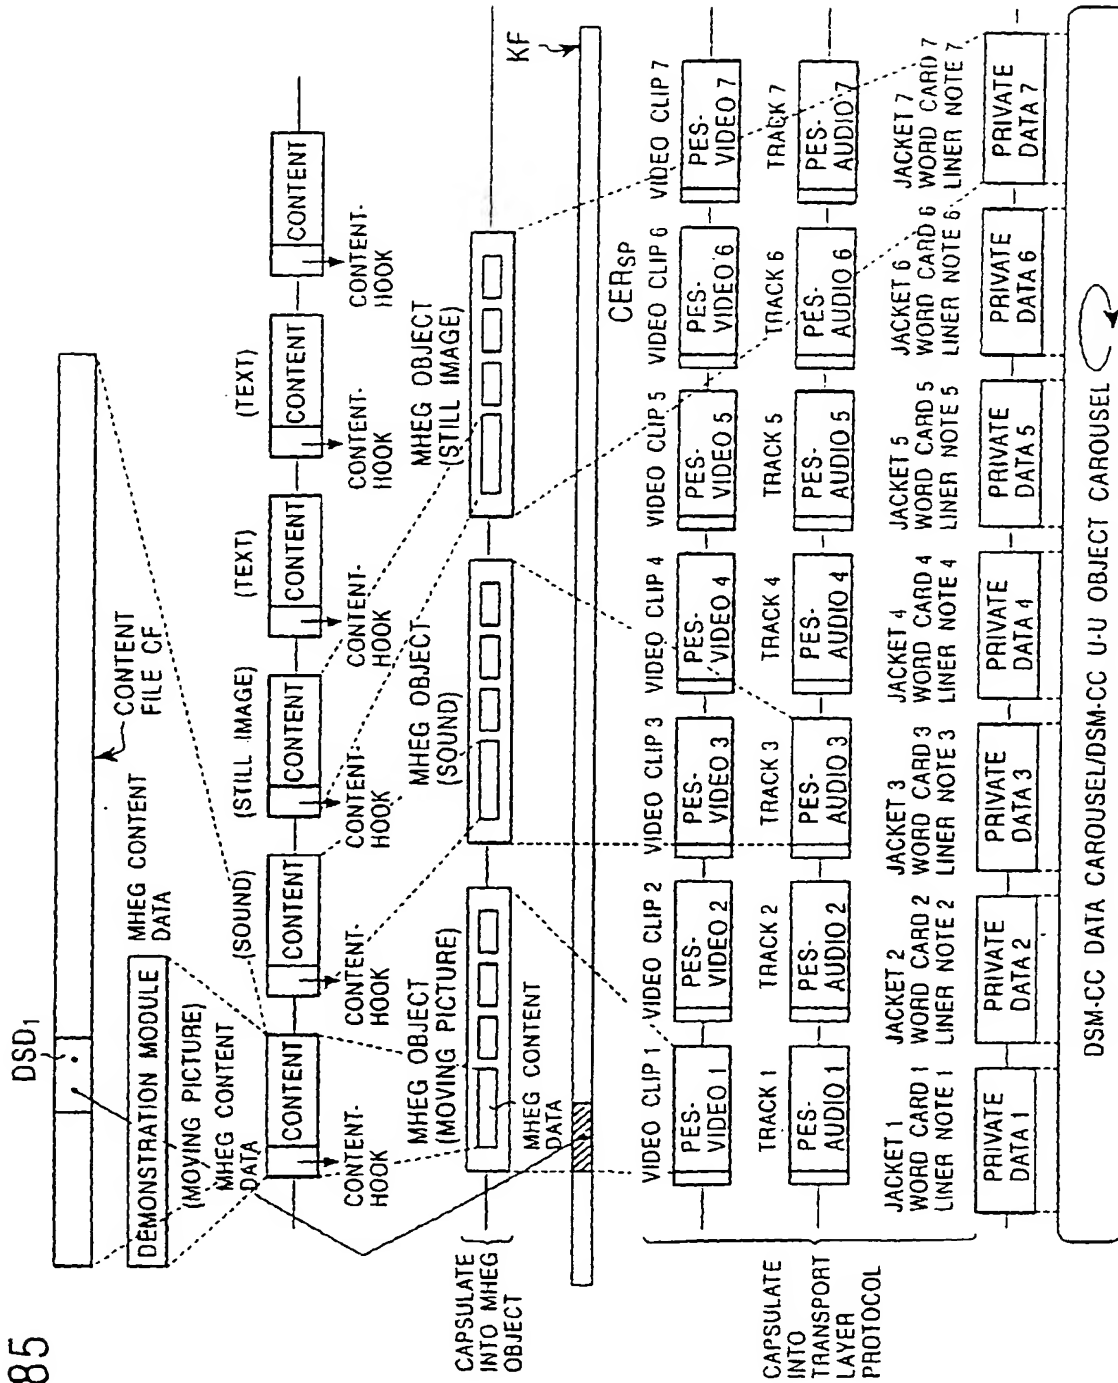 85
DSD1
CONTENT
FILE CF
DEMONSTRATION MODULE
MHEG CONTENT
DATA
(MOVING PICTURE)
MHEG CONTENT
DATA
(SOUND)
(STILL IMAGE)
(TEXT)
(TEXT)
CONTENT
CONTENT
CONTENT
CONTENT
CONTENT
CONTENT
CONTENT-
HOOK
CONTENT-
HOOK
CONTENT-
HOOK
CONTENT-
HOOK
CONTENT-
HOOK
CONTENT-
HOOK
CAPSULATE
INTO MHEG
OBJECT
MHEG OBJECT
(MOVING PICTURE)
MHEG OBJECT
(SOUND)
MHEG OBJECT
(STILL IMAGE)
MHEG CONTENT
DATA
KF
CERSP
CAPSULATE
INTO
TRANSPORT
LAYER
PROTOCOL
VIDEO CLIP 1
VIDEO CLIP 2
VIDEO CLIP 3
VIDEO CLIP 4
VIDEO CLIP 5
VIDEO CLIP 6
VIDEO CLIP 7
PES-
VIDEO 1
PES-
VIDEO 2
PES-
VIDEO 3
PES-
VIDEO 4
PES-
VIDEO 5
PES-
VIDEO 6
PES-
VIDEO 7
TRACK 1
TRACK 2
TRACK 3
TRACK 4
TRACK 5
TRACK 6
TRACK 7
PES-
AUDIO 1
PES-
AUDIO 2
PES-
AUDIO 3
PES-
AUDIO 4
PES-
AUDIO 5
PES-
AUDIO 6
PES-
AUDIO 7
JACKET 1
WORD CARD 1
LINER NOTE 1
JACKET 2
WORD CARD 2
LINER NOTE 2
JACKET 3
WORD CARD 3
LINER NOTE 3
JACKET 4
WORD CARD 4
LINER NOTE 4
JACKET 5
WORD CARD 5
LINER NOTE 5
JACKET 6
WORD CARD 6
LINER NOTE 6
JACKET 7
WORD CARD 7
LINER NOTE 7
PRIVATE
DATA 1
PRIVATE
DATA 2
PRIVATE
DATA 3
PRIVATE
DATA 4
PRIVATE
DATA 5
PRIVATE
DATA 6
PRIVATE
DATA 7
DSM-CC DATA CAROUSEL/DSM-CC U-U OBJECT CAROUSEL